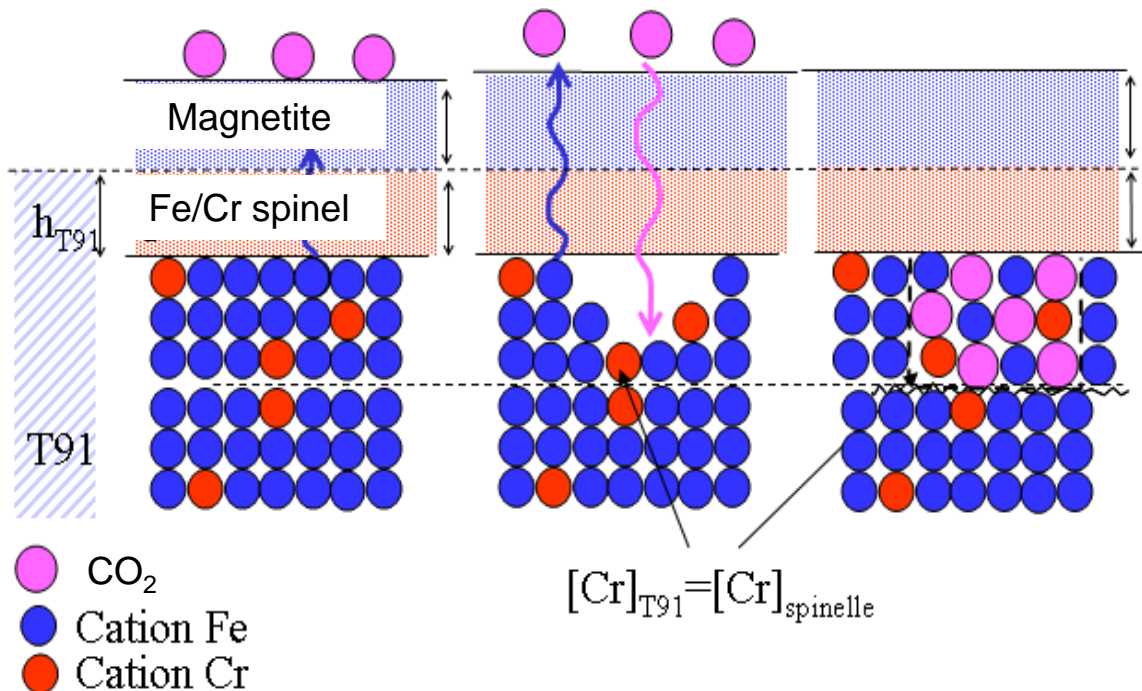 Magnetite
Fe/Cr spinel
hT91
T91
CO2
[Cr]T91=[Cr]spinelle
Cation Fe
Cation Cr